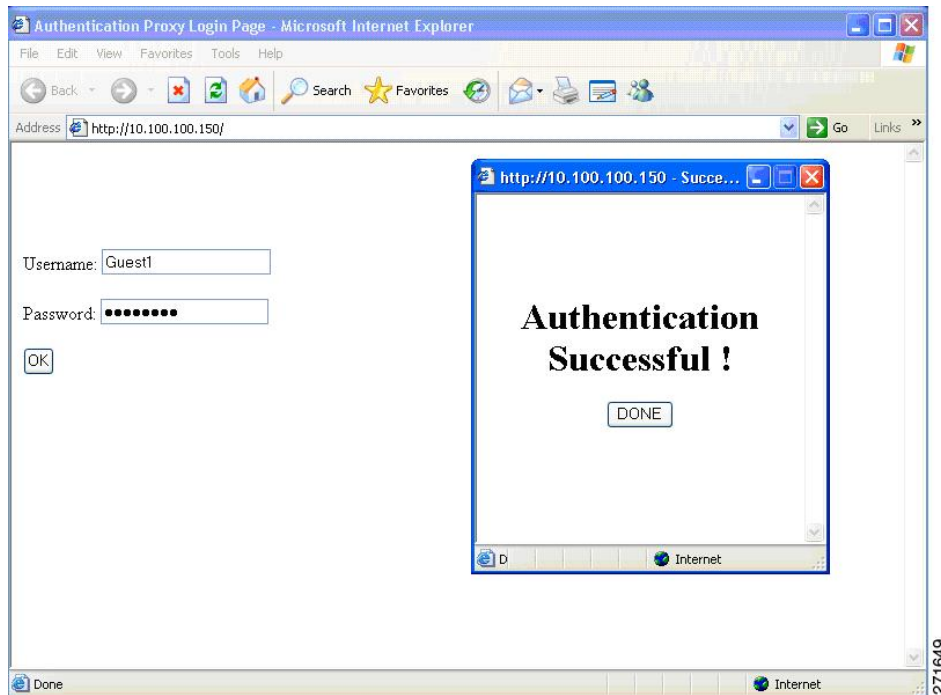 Authentication Proxy Login Page - Microsoft Internet Explorer
File Edit View Favorites Tools Help
Back Search Favorites
Address http://10.100.100.150/ Go Links »
http://10.100.100.150 - Succe...
Username: Guest1
Password: ••••••••
OK
Authentication
Successful !
DONE
D Internet
Done Internet
271649